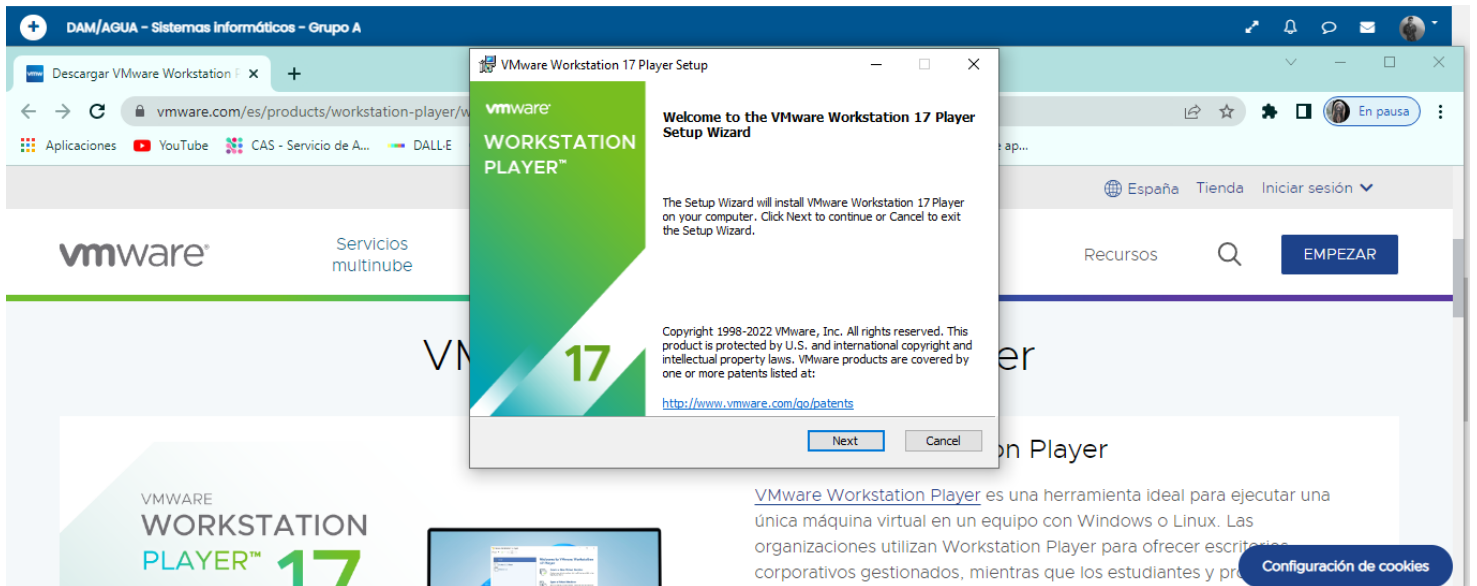 DAM/AGUA - Sistemas informáticos - Grupo A
Descargar VMware Workstation
VMware Workstation 17 Player Setup
vmware.com/es/products/workstation-player/w
En pausa
Aplicaciones YouTube CAS - Servicio de A... DALL·E
ap...
España Tienda Iniciar sesión
vmware
Servicios
multinube
Recursos
EMPEZAR
vmware
WORKSTATION
PLAYER™
17
Welcome to the VMware Workstation 17 Player
Setup Wizard
The Setup Wizard will install VMware Workstation 17 Player
on your computer. Click Next to continue or Cancel to exit
the Setup Wizard.
Copyright 1998-2022 VMware, Inc. All rights reserved. This
product is protected by U.S. and international copyright and
intellectual property laws. VMware products are covered by
one or more patents listed at:
http://www.vmware.com/go/patents
Next Cancel
er
on Player
VMWARE
WORKSTATION
PLAYER™ 17
VMware Workstation Player es una herramienta ideal para ejecutar una
única máquina virtual en un equipo con Windows o Linux. Las
organizaciones utilizan Workstation Player para ofrecer escritorios
corporativos gestionados, mientras que los estudiantes y pr
Configuración de cookies